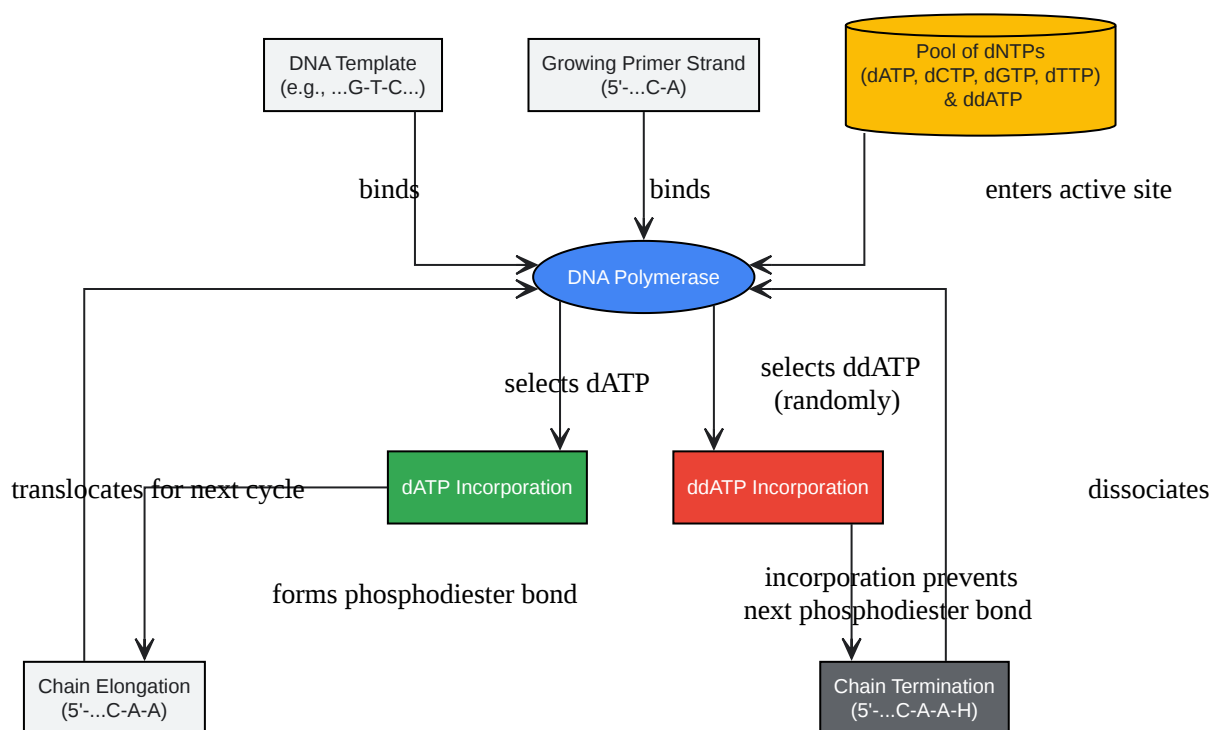 DNA Template
(e.g., ...G-T-C...)
Growing Primer Strand
(5'-...C-A)
Pool of dNTPs
(dATP, dCTP, dGTP, dTTP)
& ddATP
binds
binds
enters active site
DNA Polymerase
selects dATP
selects ddATP
(randomly)
translocates for next cycle
dATP Incorporation
ddATP Incorporation
dissociates
forms phosphodiester bond
incorporation prevents
next phosphodiester bond
Chain Elongation
(5'-...C-A-A)
Chain Termination
(5'-...C-A-A-H)